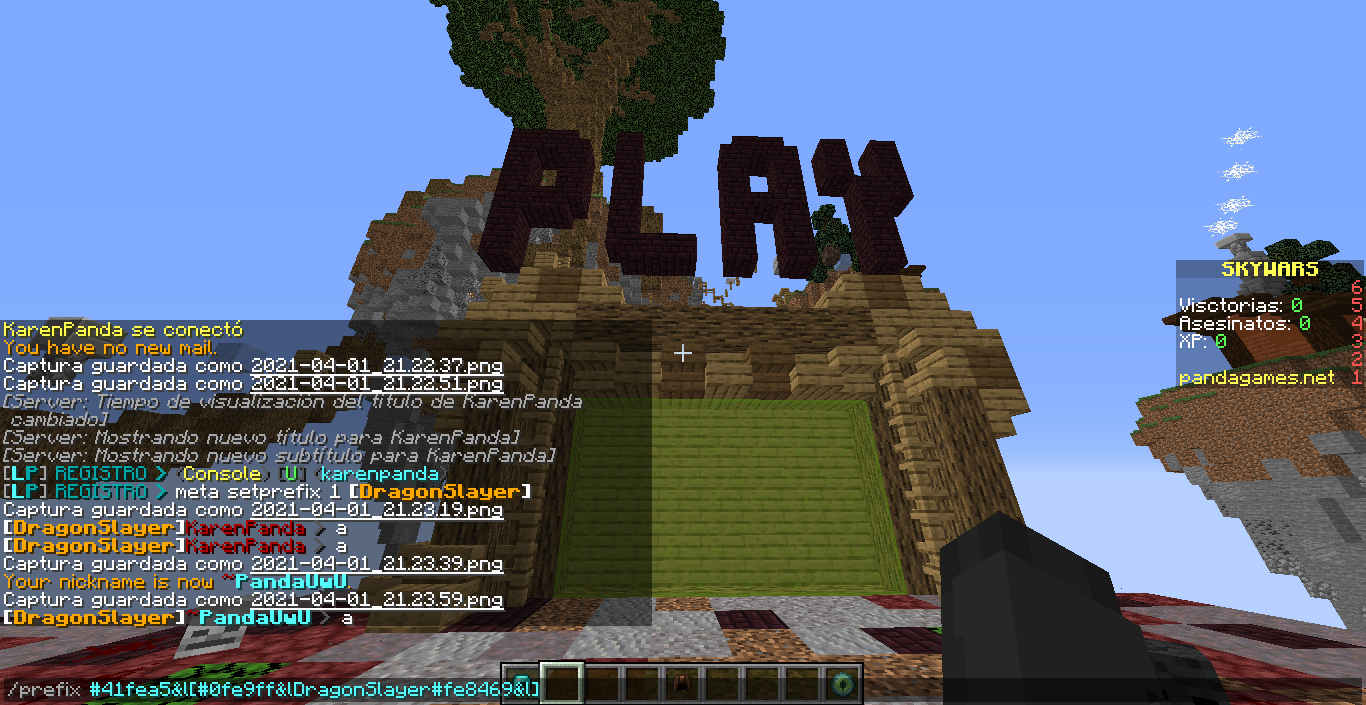 PLAY
SKYWARS
6
Visctorias: 0 5
Asesinatos: 0 4
XP: 0 3
2
pandagames.net 1
KarenPanda se conectó
You have no new mail.
Captura guardada como 2021-04-01_21.22.37.png
Captura guardada como 2021-04-01_21.22.51.png
[Server: Tiempo de visualización del título de KarenPanda
cambiado]
[Server: Mostrando nuevo título para KarenPanda]
[Server: Mostrando nuevo subtítulo para KarenPanda]
[LP] REGISTRO > (Console) [U] (karenpanda)
[LP] REGISTRO > meta setprefix 1 [DragonSlayer]
Captura guardada como 2021-04-01_21.23.19.png
[DragonSlayer]KarenPanda > a
[DragonSlayer]KarenPanda > a
Captura guardada como 2021-04-01_21.23.39.png
Your nickname is now ~PandaUwU.
Captura guardada como 2021-04-01_21.23.59.png
[DragonSlayer]~PandaUwU > a
/prefix #41fea5&l[#0fe9ff&lDragonSlayer#fe8469&l]